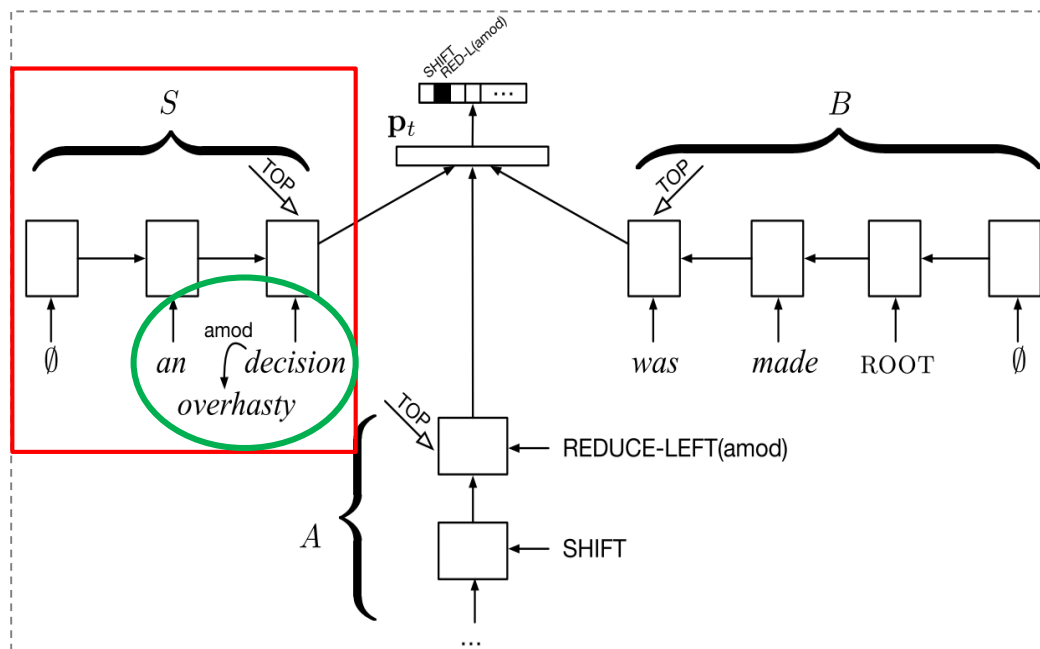 SHIFT
RED-L(amod)
...
S
p_t
B
TOP
TOP
amod
∅
an
decision
overhasty
was
made
ROOT
∅
TOP
REDUCE-LEFT(amod)
A
SHIFT
...